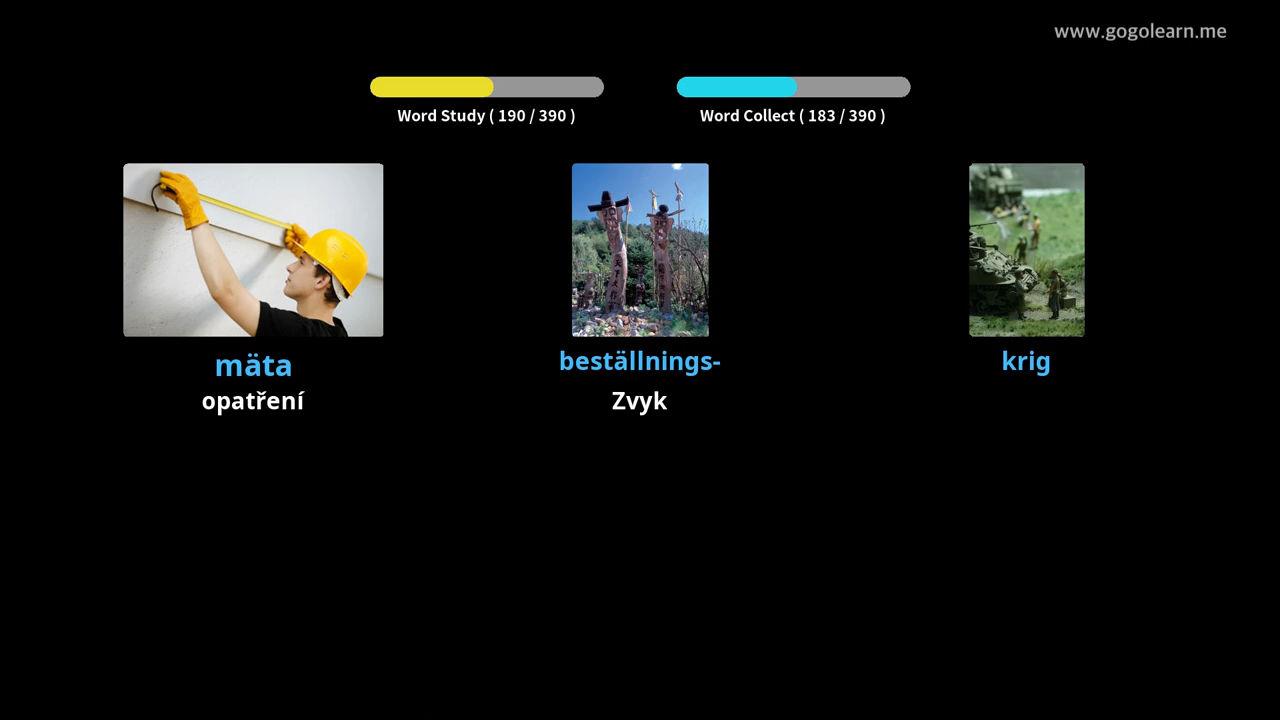 www.gogolearn.me
Word Study ( 190 / 390 )
Word Collect ( 183 / 390 )
mäta
opatření
beställnings-
Zvyk
krig